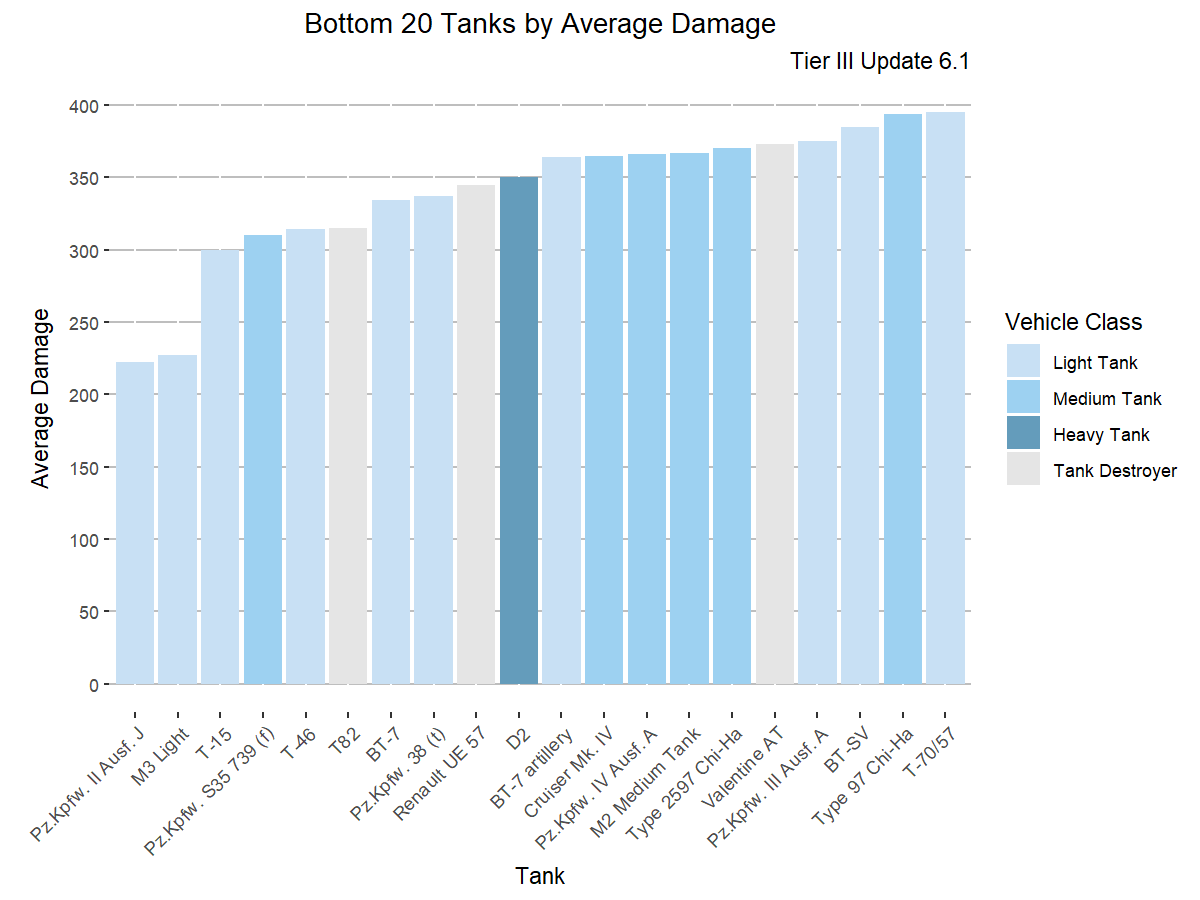 Bottom 20 Tanks by Average Damage
Tier III Update 6.1
Average Damage
400
350
300
250
200
150
100
50
0
Pz.Kpfw. II Ausf. J
M3 Light
T-15
Pz.Kpfw. S35 739 (f)
T-46
T82
BT-7
Pz.Kpfw. 38 (t)
Renault UE 57
D2
BT-7 artillery
Cruiser Mk. IV
Pz.Kpfw. IV Ausf. A
M2 Medium Tank
Type 2597 Chi-Ha
Valentine AT
Pz.Kpfw. III Ausf. A
BT-SV
Type 97 Chi-Ha
T-70/57
Tank
Vehicle Class
Light Tank
Medium Tank
Heavy Tank
Tank Destroyer